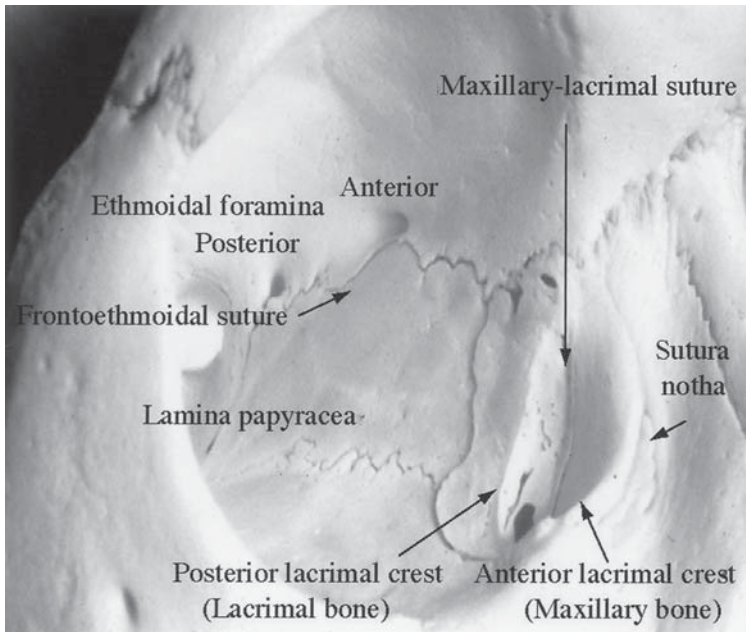 Maxillary-lacrimal suture
Anterior
Ethmoidal foramina
Posterior
Frontoethmoidal suture
Sutura
notha
Lamina papyracea
Posterior lacrimal crest
(Lacrimal bone)
Anterior lacrimal crest
(Maxillary bone)